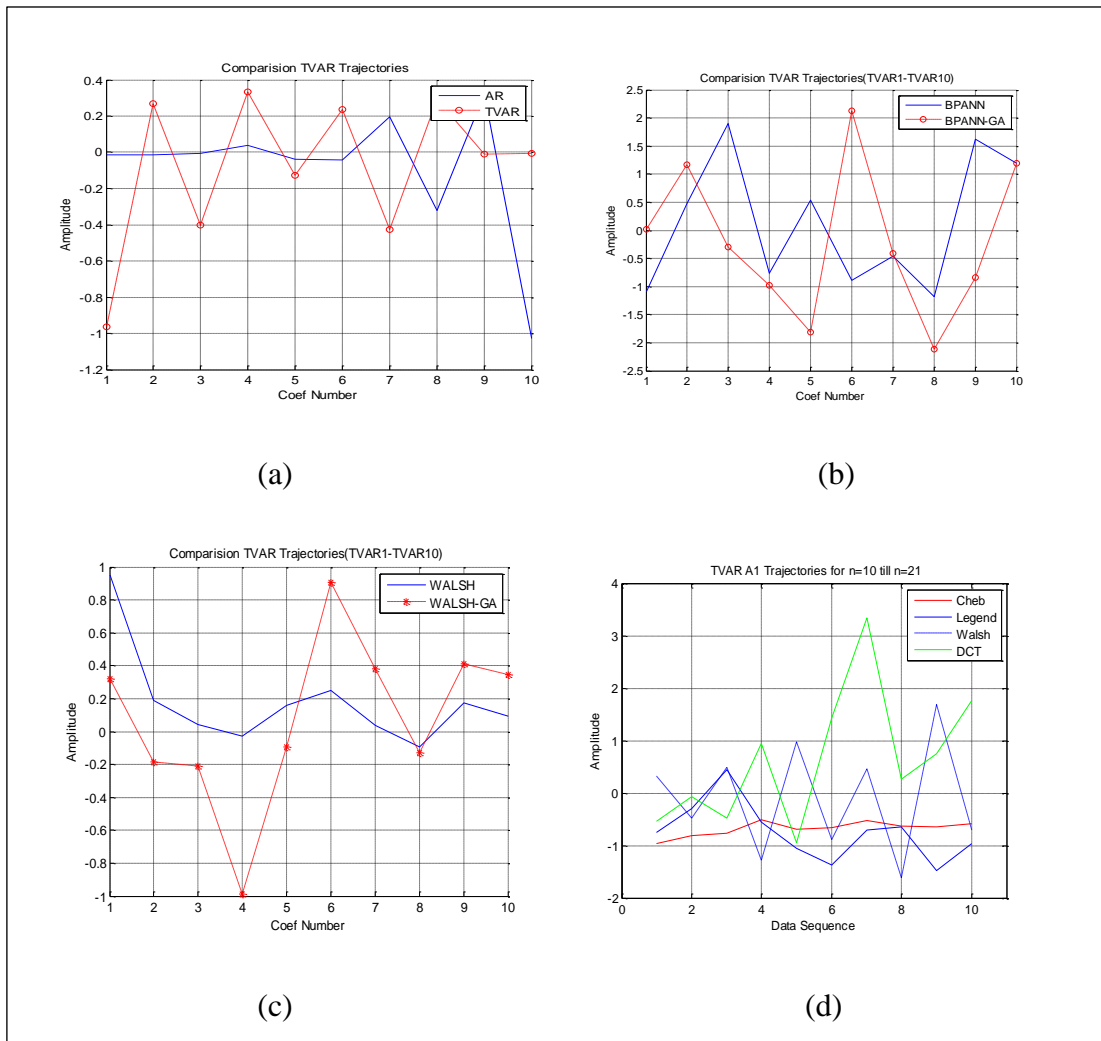 Comparision TVAR Trajectories
0.4
0.2
0
-0.2
-0.4
-0.6
-0.8
-1
-1.2
Amplitude
AR
TVAR
1 2 3 4 5 6 7 8 9 10
Coef Number
(a)
Comparision TVAR Trajectories(TVAR1-TVAR10)
2.5
2
1.5
1
0.5
0
-0.5
-1
-1.5
-2
-2.5
Amplitude
BPANN
BPANN-GA
1 2 3 4 5 6 7 8 9 10
Coef Number
(b)
Comparision TVAR Trajectories(TVAR1-TVAR10)
1
0.8
0.6
0.4
0.2
0
-0.2
-0.4
-0.6
-0.8
-1
Amplitude
WALSH
WALSH-GA
1 2 3 4 5 6 7 8 9 10
Coef Number
(c)
TVAR A1 Trajectories for n=10 till n=21
4
3
2
1
0
-1
-2
Amplitude
Cheb
Legend
Walsh
DCT
0 2 4 6 8 10
Data Sequence
(d)